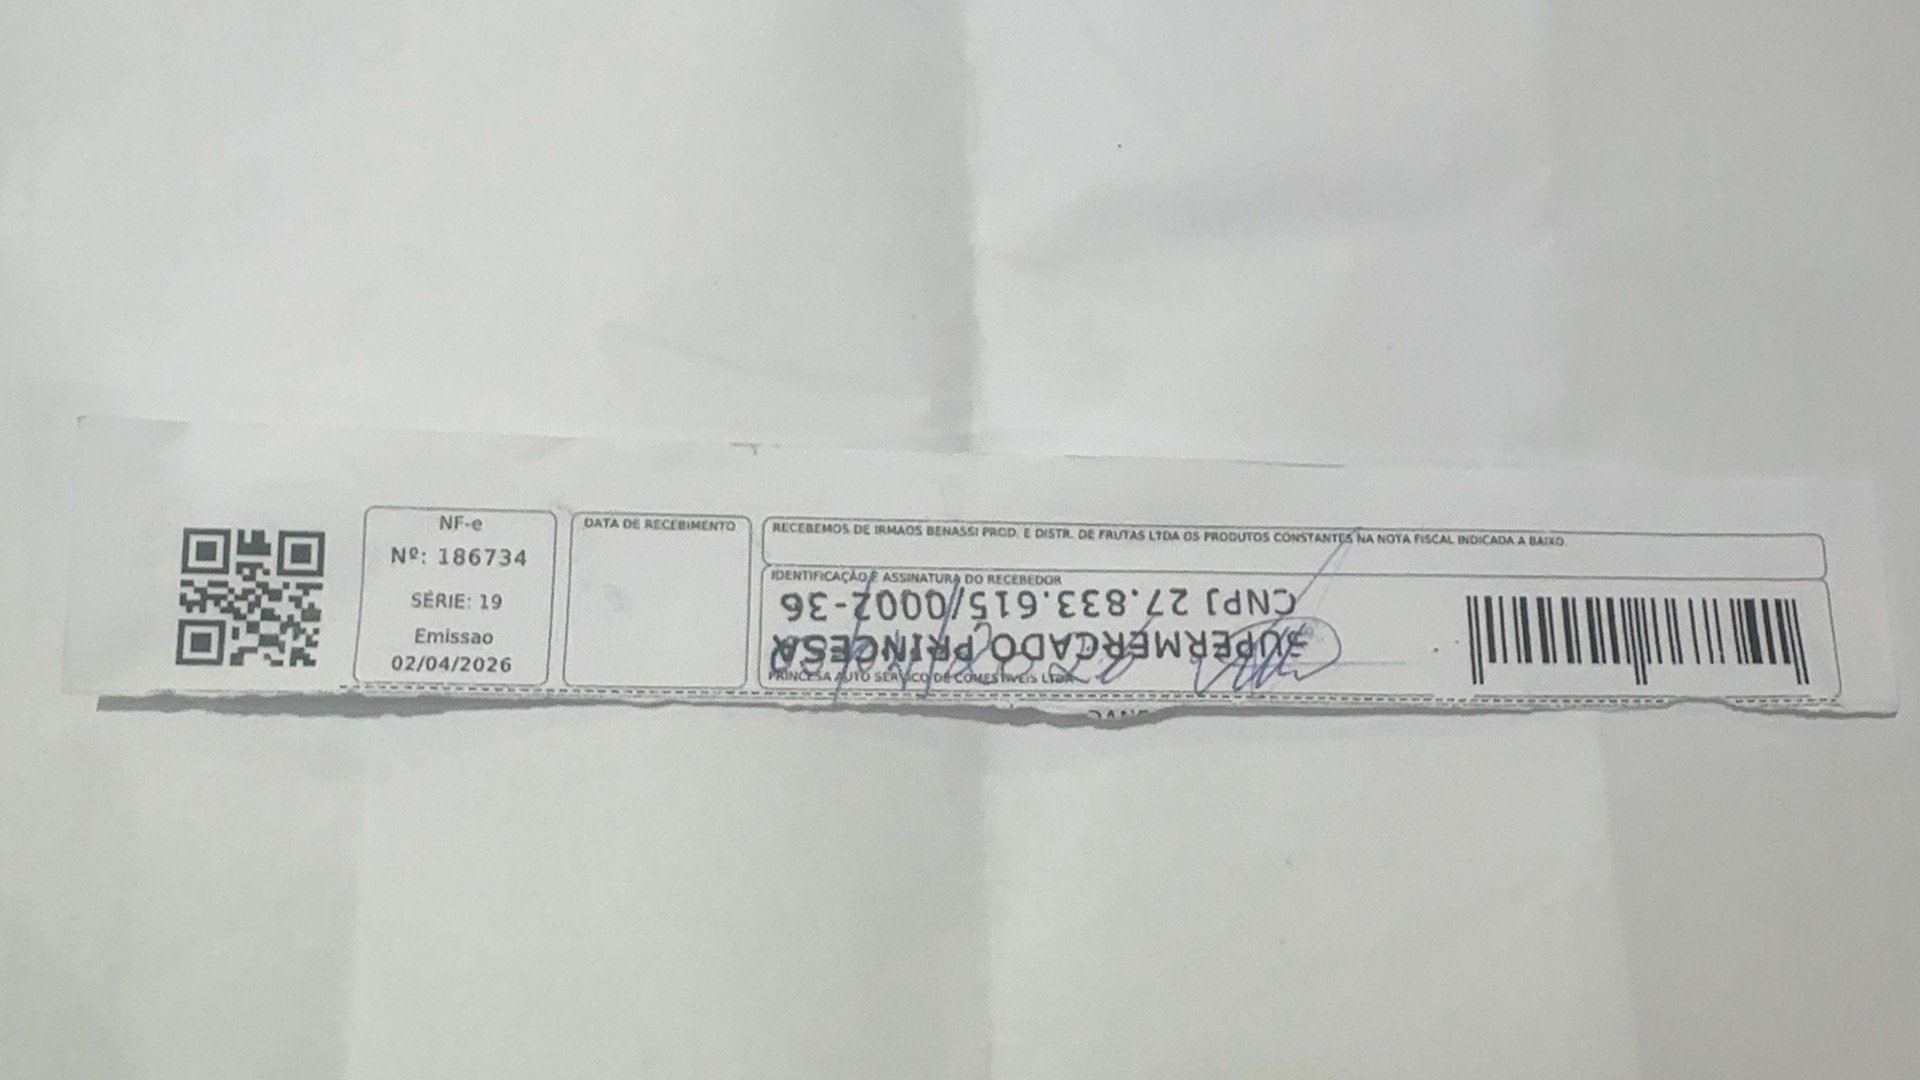 NF-e
Nº: 186734
SÉRIE: 19
Emissao
02/04/2026
DATA DE RECEBIMENTO
RECEBEMOS DE IRMAOS BENASSI PROD. E DISTR. DE FRUTAS LTDA OS PRODUTOS CONSTANTES NA NOTA FISCAL INDICADA A BAIXO.
IDENTIFICAÇÃO E ASSINATURA DO RECEBEDOR
SUPERMERCADO PRINCESA
CNPJ 27.833.615/0002-36
PRINCESA AUTO SERVICO DE COMESTIVEIS LTDA